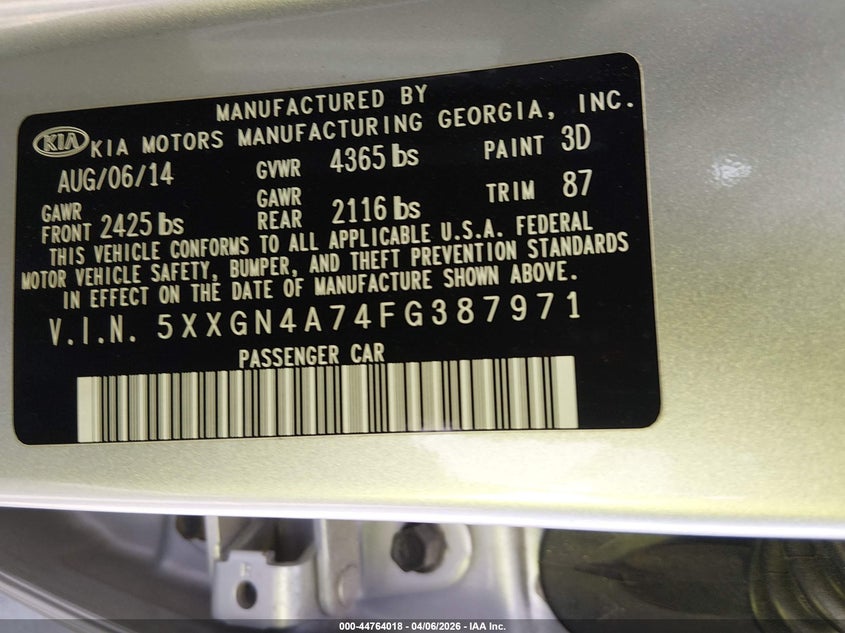 MANUFACTURED BY
KIA KIA MOTORS MANUFACTURING GEORGIA, INC.
AUG/06/14 GVWR 4365 lbs PAINT 3D
GAWR FRONT 2425 lbs GAWR REAR 2116 lbs TRIM 87
THIS VEHICLE CONFORMS TO ALL APPLICABLE U.S.A. FEDERAL
MOTOR VEHICLE SAFETY, BUMPER, AND THEFT PREVENTION STANDARDS
IN EFFECT ON THE DATE OF MANUFACTURE SHOWN ABOVE.
V.I.N. 5XXGN4A74FG387971
PASSENGER CAR
000-44764018 - 04/06/2026 - IAA Inc.